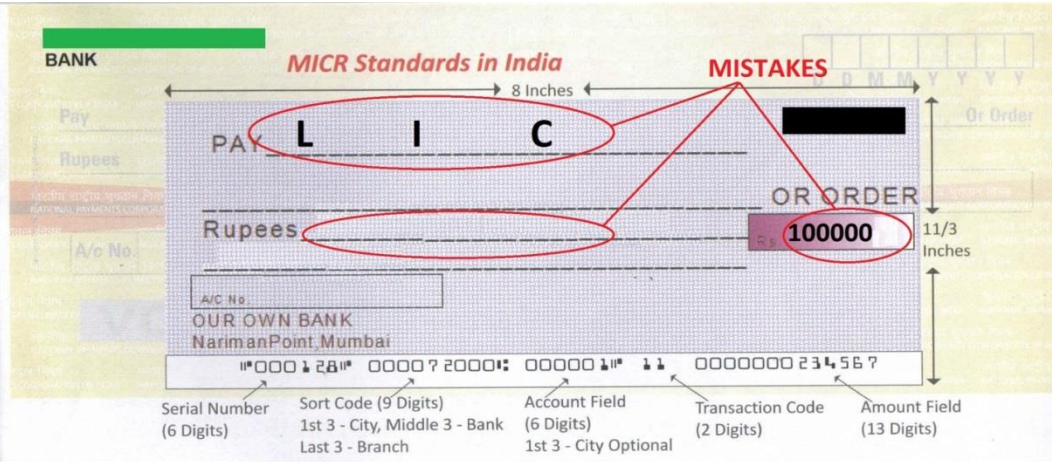 BANK
MICR Standards in India
MISTAKES
8 Inches
D D M M Y Y Y Y
Pay
Or Order
PAY L I C
Rupees
OR ORDER
Rupees
Rs 100000
11/3
Inches
A/c No.
A/C No.
OUR OWN BANK
NarimanPoint,Mumbai
⑈000128⑈ 000072000⑆ 000001⑈ 11 0000000234567
Serial Number
(6 Digits)
Sort Code (9 Digits)
1st 3 - City, Middle 3 - Bank
Last 3 - Branch
Account Field
(6 Digits)
1st 3 - City Optional
Transaction Code
(2 Digits)
Amount Field
(13 Digits)